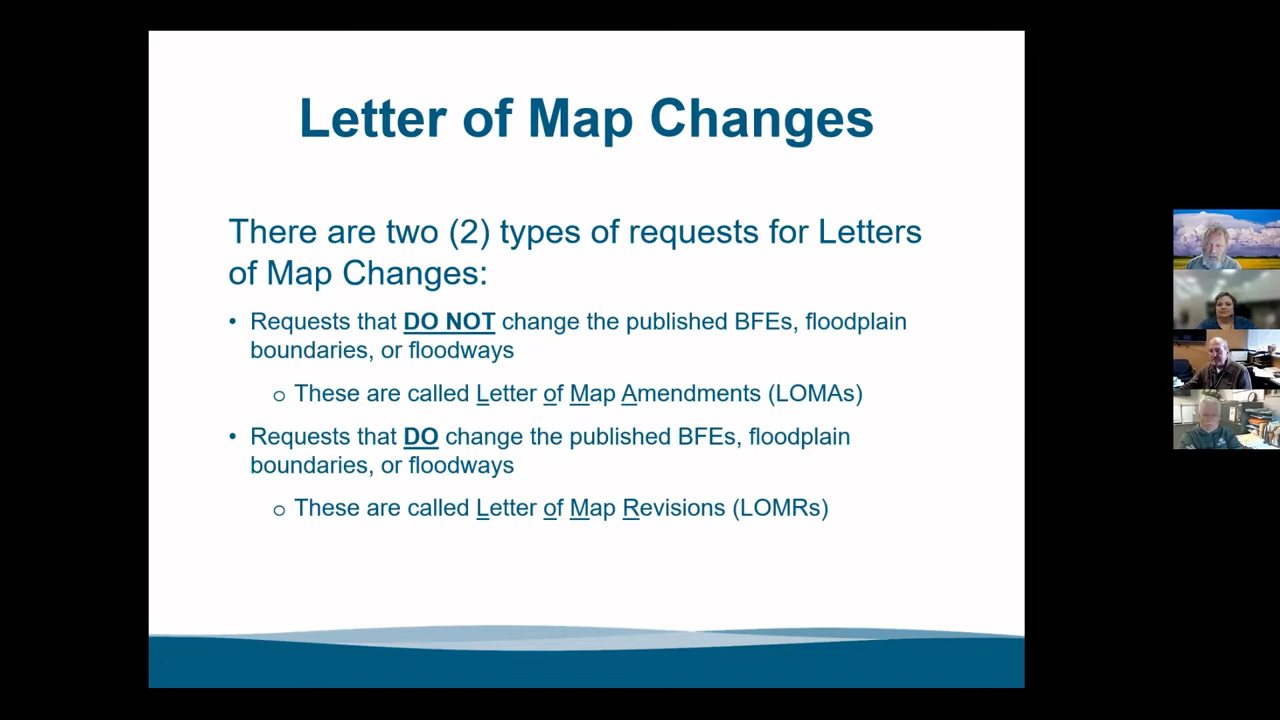 Letter of Map Changes
There are two (2) types of requests for Letters
of Map Changes:
• Requests that DO NOT change the published BFEs, floodplain
boundaries, or floodways
o These are called Letter of Map Amendments (LOMAs)
• Requests that DO change the published BFEs, floodplain
boundaries, or floodways
o These are called Letter of Map Revisions (LOMRs)